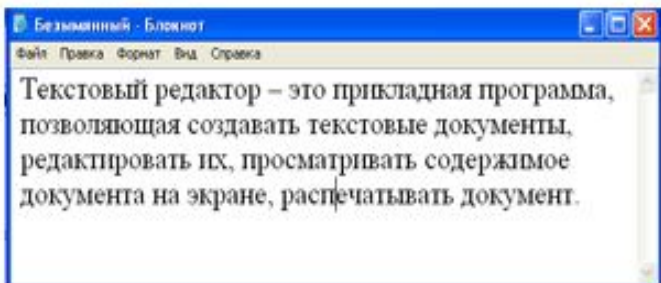 Безымянный - Блокнот
Файл Правка Формат Вид Справка
Текстовый редактор – это прикладная программа,
позволяющая создавать текстовые документы,
редактировать их, просматривать содержимое
документа на экране, распечатывать документ.